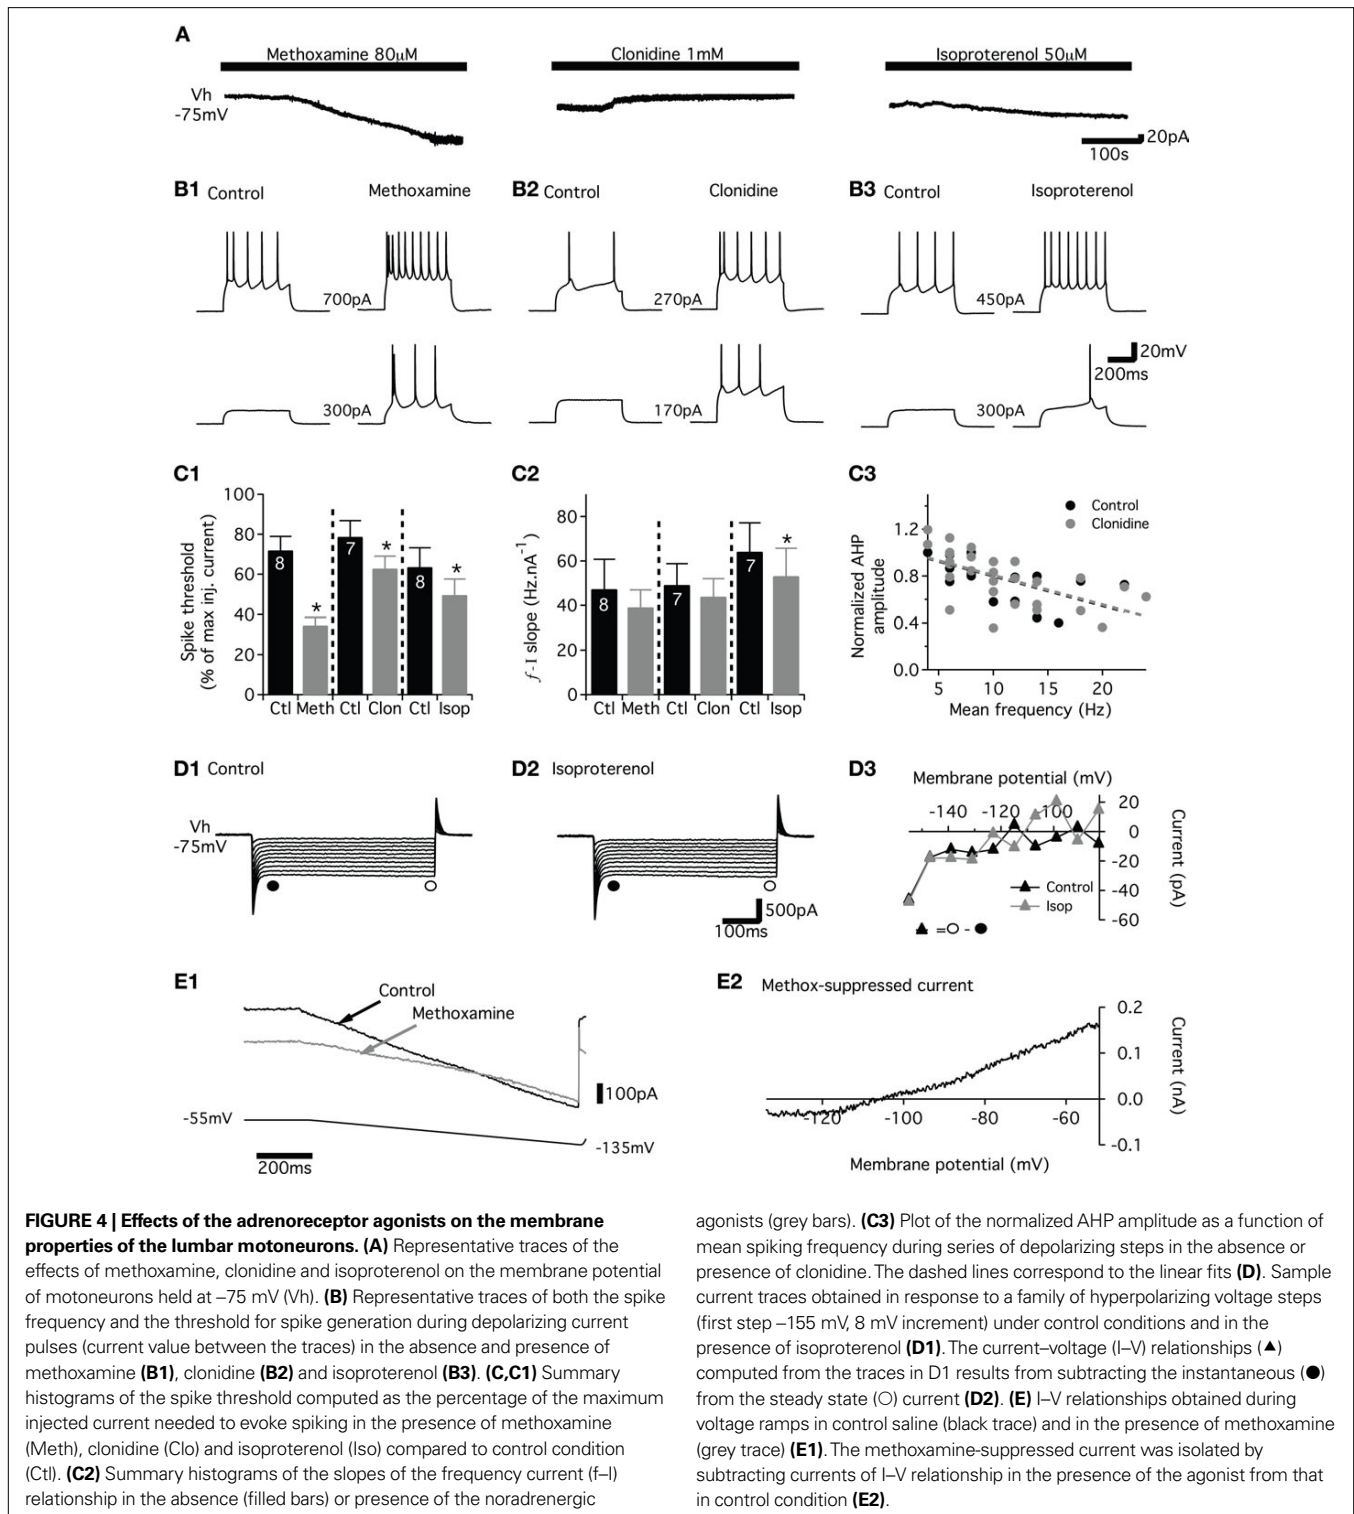 A
Methoxamine 80µM
Clonidine 1mM
Isoproterenol 50µM
Vh
-75mV
20pA
100s
B1 Control
Methoxamine
B2 Control
Clonidine
B3 Control
Isoproterenol
700pA
270pA
450pA
20mV
200ms
300pA
170pA
300pA
C1
Spike threshold
(% of max inj. current)
100
80
60
40
20
0
8
*
7
*
8
*
Ctl Meth Ctl Clon Ctl Isop
C2
f-I slope (Hz.nA-1)
80
60
40
20
0
8
7
7
*
Ctl Meth Ctl Clon Ctl Isop
C3
Normalized AHP
amplitude
1.2
0.8
0.4
0.0
Control
Clonidine
5 10 15 20
Mean frequency (Hz)
D1 Control
Vh
-75mV
D2 Isoproterenol
500pA
100ms
D3
Membrane potential (mV)
-140 -120 -100
20
0
-20
-40
-60
Current (pA)
Control
Isop
▲ =○ - ●
E1
Control
Methoxamine
100pA
-55mV
-135mV
200ms
E2 Methox-suppressed current
0.2
0.1
0.0
-0.1
Current (nA)
-120 -100 -80 -60
Membrane potential (mV)
FIGURE 4 | Effects of the adrenoreceptor agonists on the membrane
properties of the lumbar motoneurons. (A) Representative traces of the
effects of methoxamine, clonidine and isoproterenol on the membrane potential
of motoneurons held at –75 mV (Vh). (B) Representative traces of both the spike
frequency and the threshold for spike generation during depolarizing current
pulses (current value between the traces) in the absence and presence of
methoxamine (B1), clonidine (B2) and isoproterenol (B3). (C,C1) Summary
histograms of the spike threshold computed as the percentage of the maximum
injected current needed to evoke spiking in the presence of methoxamine
(Meth), clonidine (Clo) and isoproterenol (Iso) compared to control condition
(Ctl). (C2) Summary histograms of the slopes of the frequency current (f–I)
relationship in the absence (filled bars) or presence of the noradrenergic
agonists (grey bars). (C3) Plot of the normalized AHP amplitude as a function of
mean spiking frequency during series of depolarizing steps in the absence or
presence of clonidine. The dashed lines correspond to the linear fits (D). Sample
current traces obtained in response to a family of hyperpolarizing voltage steps
(first step –155 mV, 8 mV increment) under control conditions and in the
presence of isoproterenol (D1). The current–voltage (I–V) relationships (▲)
computed from the traces in D1 results from subtracting the instantaneous (●)
from the steady state (○) current (D2). (E) I–V relationships obtained during
voltage ramps in control saline (black trace) and in the presence of methoxamine
(grey trace) (E1). The methoxamine-suppressed current was isolated by
subtracting currents of I–V relationship in the presence of the agonist from that
in control condition (E2).